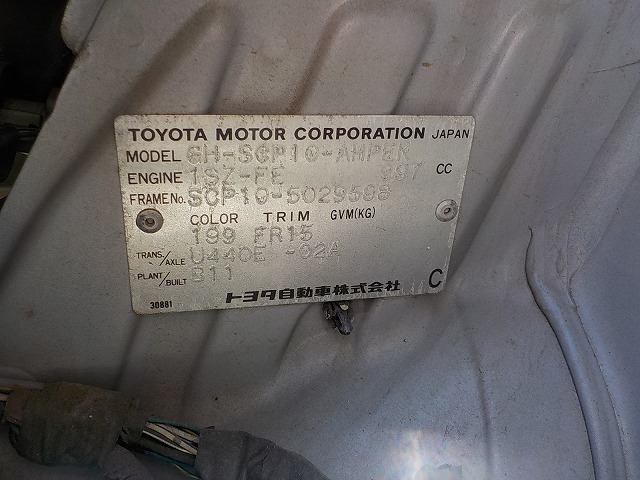 TOYOTA MOTOR CORPORATION JAPAN
MODEL GH-SCP10-AHPEK
ENGINE 1SZ-FE 997 CC
FRAME No. SCP10-5029598
COLOR TRIM GVM(KG)
199 FR15
TRANS./AXLE U440E -02A
PLANT/BUILT B11
30881 トヨタ自動車株式会社 C